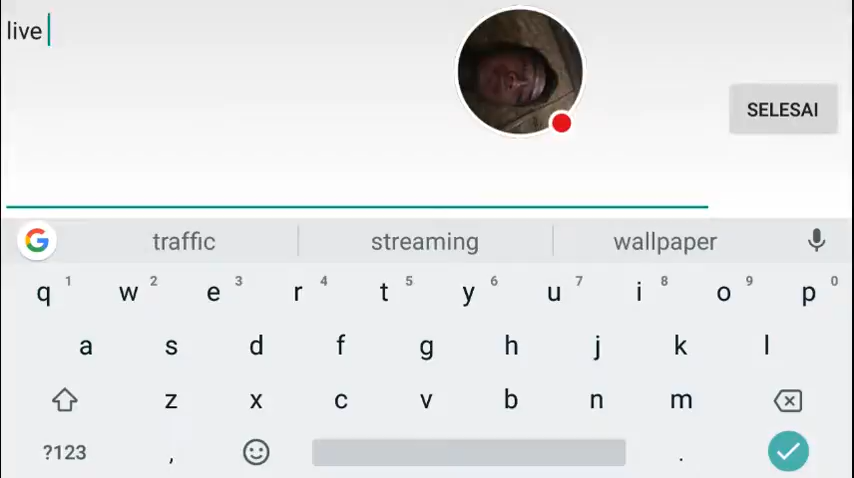 live
SELESAI
G traffic streaming wallpaper
q 1 w 2 e 3 r 4 t 5 y 6 u 7 i 8 o 9 p 0
a s d f g h j k l
z x c v b n m
?123 , .